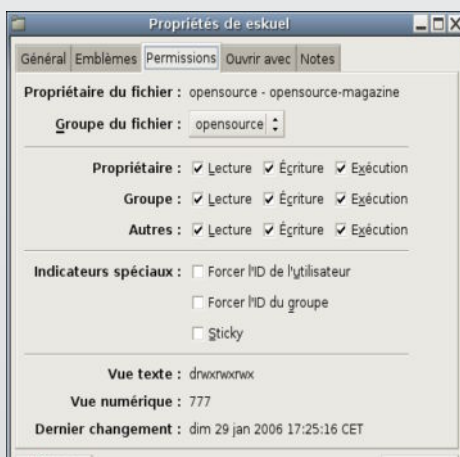 Propriétés de eskuel
Général Emblèmes Permissions Ouvrir avec Notes
Propriétaire du fichier : opensource - opensource-magazine
Groupe du fichier : opensource
Propriétaire : Lecture Écriture Exécution
Groupe : Lecture Écriture Exécution
Autres : Lecture Écriture Exécution
Indicateurs spéciaux : Forcer l'ID de l'utilisateur
Forcer l'ID du groupe
Sticky
Vue texte : drwxrwxrwx
Vue numérique : 777
Dernier changement : dim 29 jan 2006 17:25:16 CET